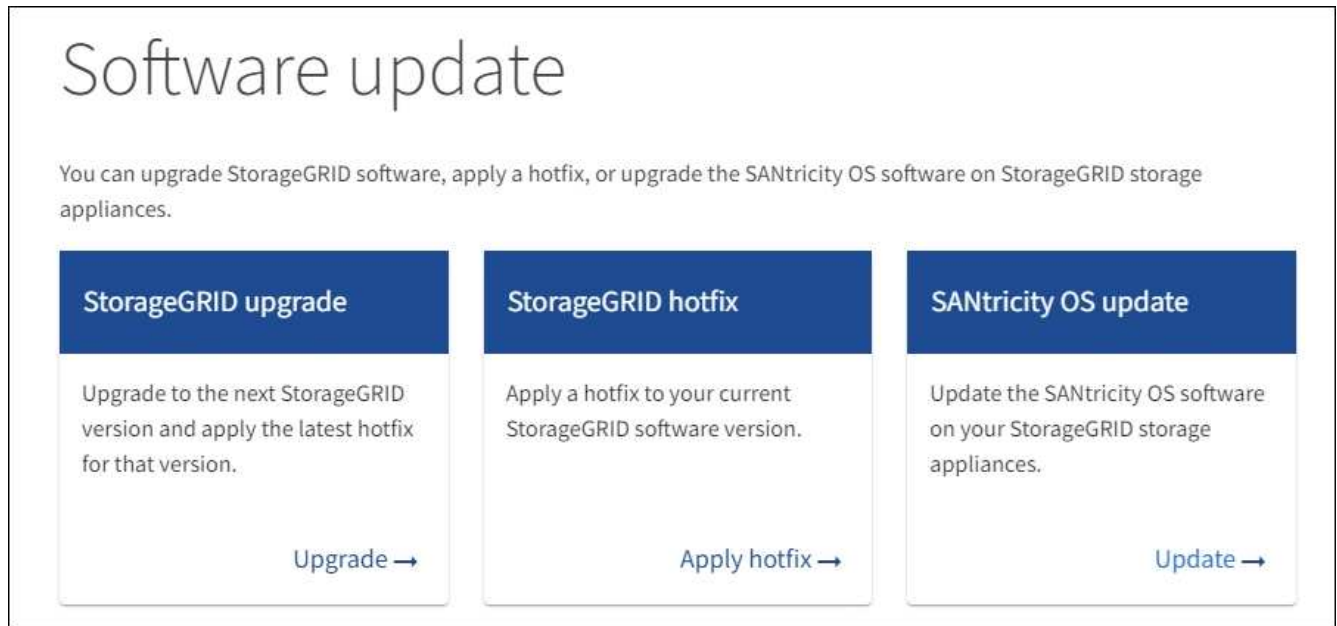 Software update
You can upgrade StorageGRID software, apply a hotfix, or upgrade the SANtricity OS software on StorageGRID storage
appliances.
StorageGRID upgrade
Upgrade to the next StorageGRID
version and apply the latest hotfix
for that version.
Upgrade →
StorageGRID hotfix
Apply a hotfix to your current
StorageGRID software version.
Apply hotfix →
SANtricity OS update
Update the SANtricity OS software
on your StorageGRID storage
appliances.
Update →